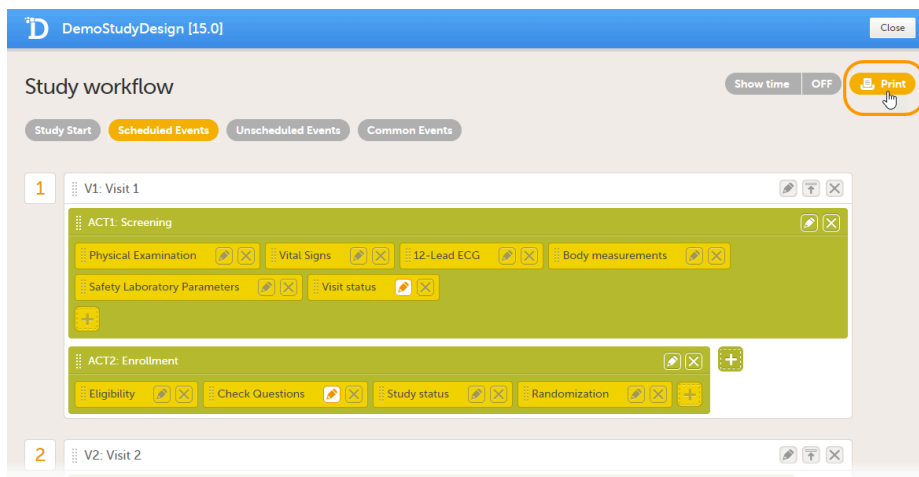 DemoStudyDesign [15.0]
Close
Study workflow
Show time OFF
Print
Study Start Scheduled Events Unscheduled Events Common Events
1 V1: Visit 1
ACT1: Screening
Physical Examination Vital Signs 12-Lead ECG Body measurements
Safety Laboratory Parameters Visit status
ACT2: Enrollment
Eligibility Check Questions Study status Randomization
2 V2: Visit 2